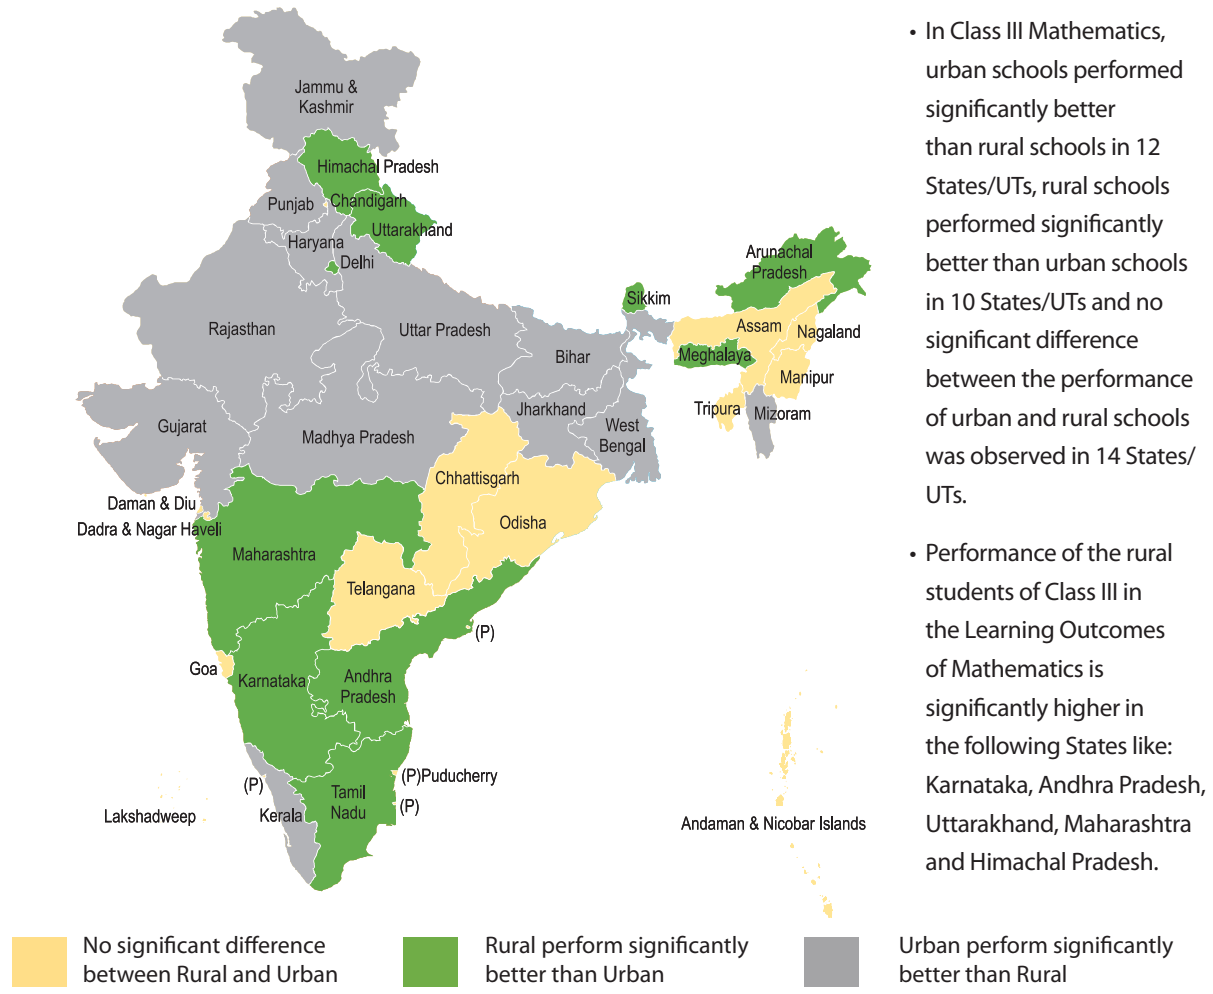 Jammu &
Kashmir
Himachal Pradesh
Punjab
Chandigarh
Uttarakhand
Haryana
Delhi
Arunachal
Pradesh
Sikkim
Rajasthan
Uttar Pradesh
Assam
Nagaland
Bihar
Meghalaya
Manipur
Tripura
Mizoram
Gujarat
Jharkhand
West
Bengal
Madhya Pradesh
Chhattisgarh
Daman & Diu
Dadra & Nagar Haveli
Odisha
Maharashtra
Telangana
(P)
Goa
Karnataka
Andhra
Pradesh
(P)
(P)Puducherry
Tamil
Nadu
(P)
Lakshadweep
Kerala
Andaman & Nicobar Islands
• In Class III Mathematics,
urban schools performed
significantly better
than rural schools in 12
States/UTs, rural schools
performed significantly
better than urban schools
in 10 States/UTs and no
significant difference
between the performance
of urban and rural schools
was observed in 14 States/
UTs.
• Performance of the rural
students of Class III in
the Learning Outcomes
of Mathematics is
significantly higher in
the following States like:
Karnataka, Andhra Pradesh,
Uttarakhand, Maharashtra
and Himachal Pradesh.
No significant difference
between Rural and Urban
Rural perform significantly
better than Urban
Urban perform significantly
better than Rural